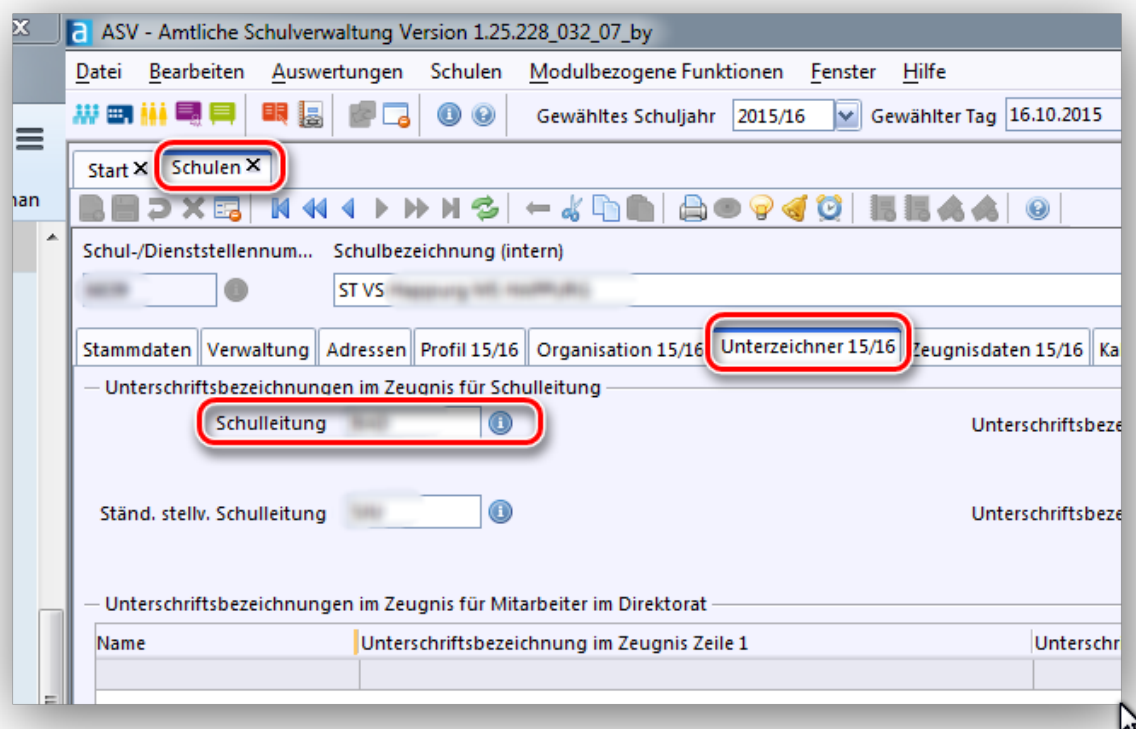 ASV - Amtliche Schulverwaltung Version 1.25.228_032_07_by
Datei Bearbeiten Auswertungen Schulen Modulbezogene Funktionen Fenster Hilfe
Gewähltes Schuljahr 2015/16 Gewählter Tag 16.10.2015
Start Schulen
Schul-/Dienststellennum... Schulbezeichnung (intern)
ST VS
Stammdaten Verwaltung Adressen Profil 15/16 Organisation 15/16 Unterzeichner 15/16 Zeugnisdaten 15/16 Ka
Unterschriftsbezeichnungen im Zeugnis für Schulleitung
Schulleitung Unterschriftsbeze
Ständ. stellv. Schulleitung Unterschriftsbeze
Unterschriftsbezeichnungen im Zeugnis für Mitarbeiter im Direktorat
Name Unterschriftsbezeichnung im Zeugnis Zeile 1 Unterschr